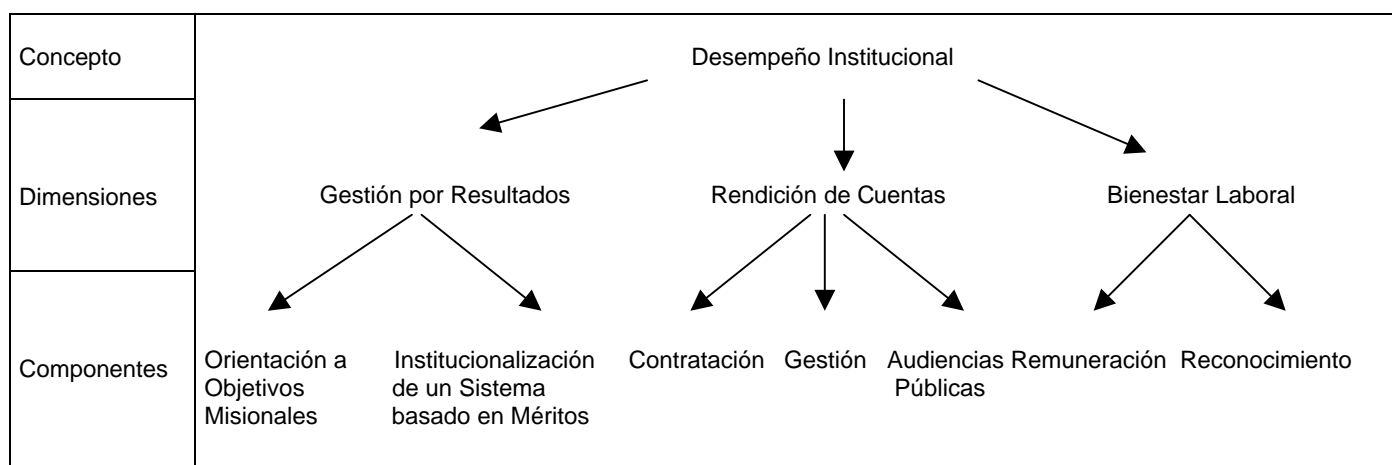 Concepto
Desempeño Institucional
Dimensiones
Gestión por Resultados
Rendición de Cuentas
Bienestar Laboral
Componentes
Orientación a
Objetivos
Misionales
Institucionalización
de un Sistema
basado en Méritos
Contratación
Gestión
Audiencias
Públicas
Remuneración
Reconocimiento